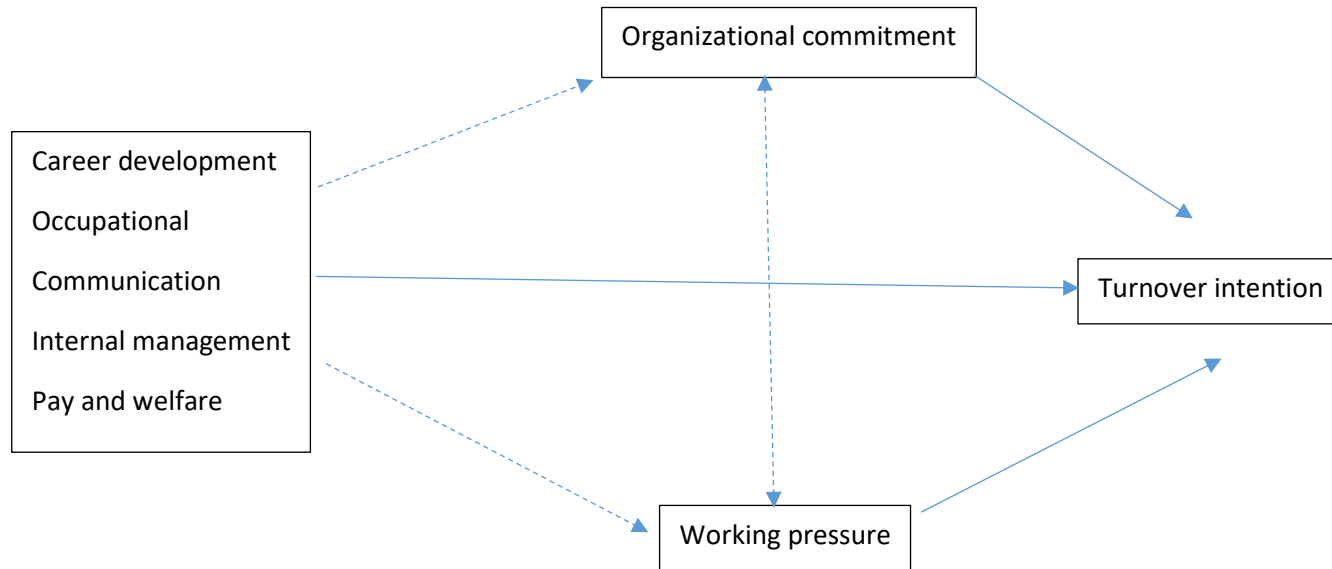 Organizational commitment
Career development
Occupational
Communication
Internal management
Pay and welfare
Turnover intention
Working pressure